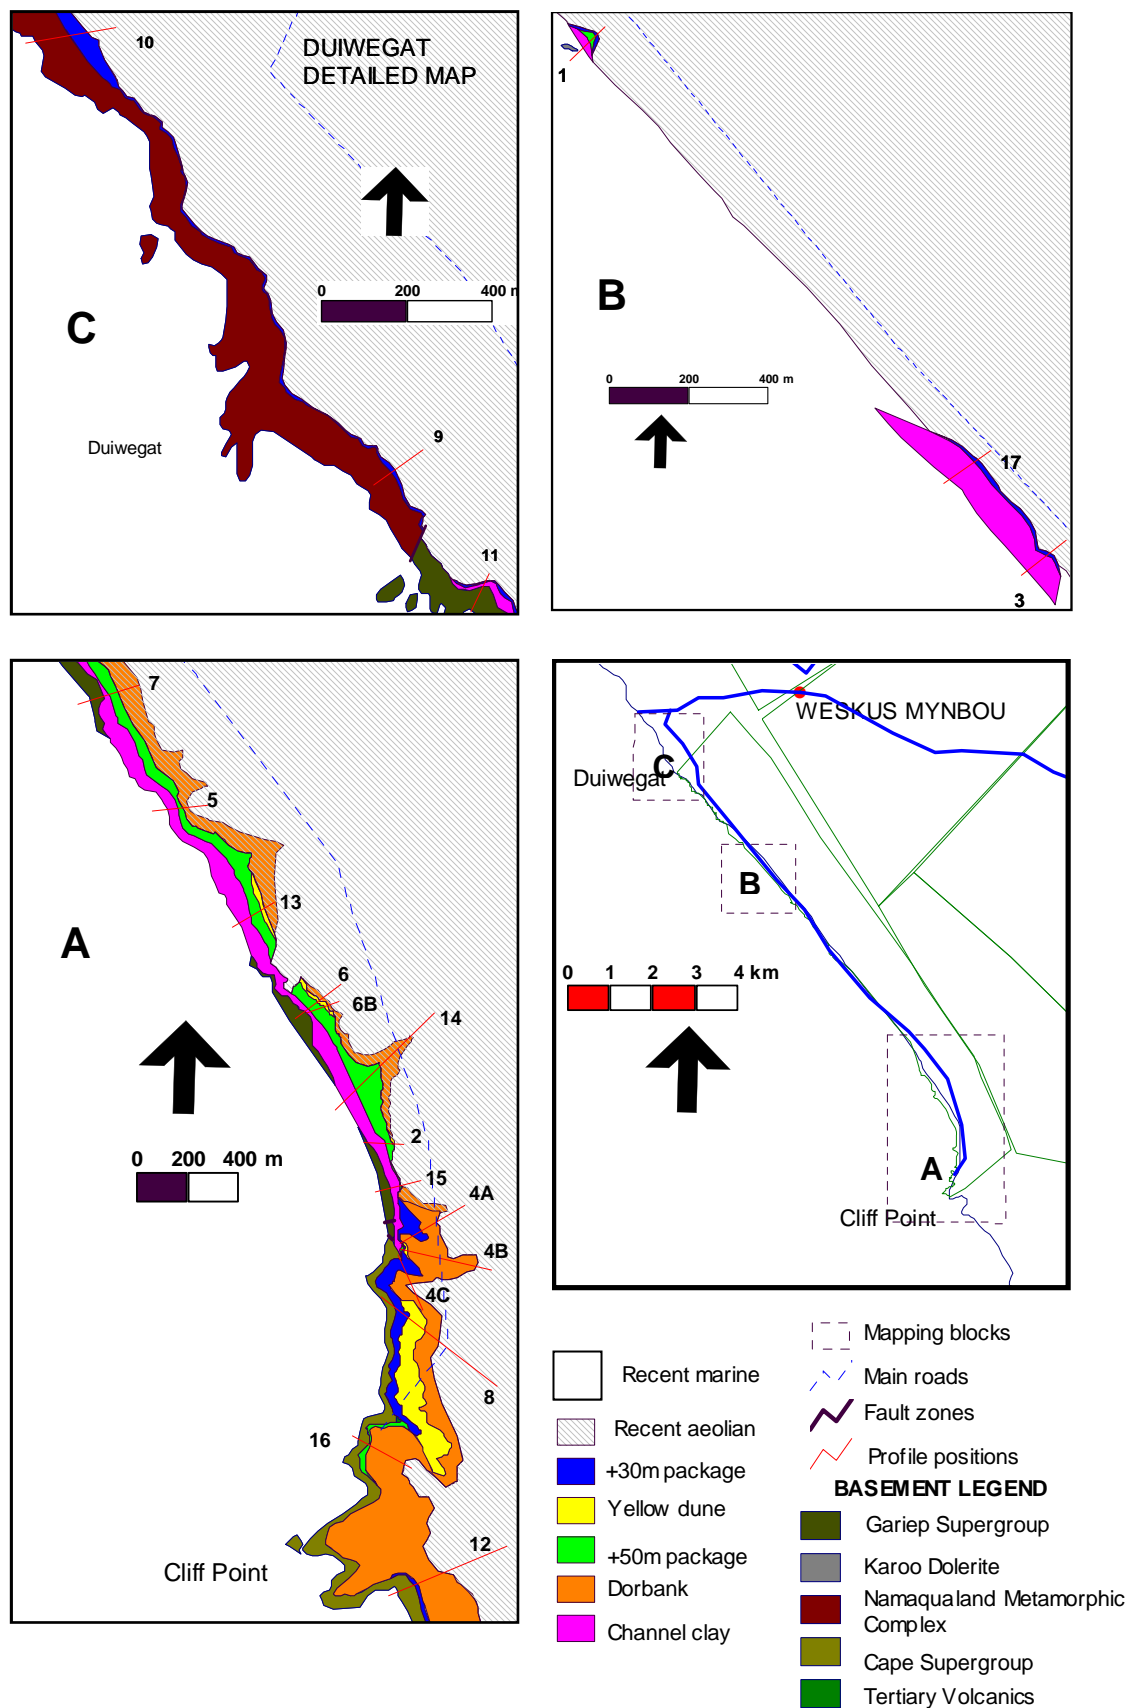 10
DUIWEGAT
DETAILED MAP
0 200 400 m
C
Duiwegat
9
11
1
B
0 200 400 m
17
3
7
5
13
A
6
6B
14
0 200 400 m
2
15
4A
4B
4C
8
16
12
Cliff Point
WESKUS MYNBOU
C
Duiwegat
B
0 1 2 3 4 km
A
Cliff Point
Recent marine
Recent aeolian
+30m package
Yellow dune
+50m package
Dorbank
Channel clay
Mapping blocks
Main roads
Fault zones
Profile positions
BASEMENT LEGEND
Gariep Supergroup
Karoo Dolerite
Namaqualand Metamorphic
Complex
Cape Supergroup
Tertiary Volcanics